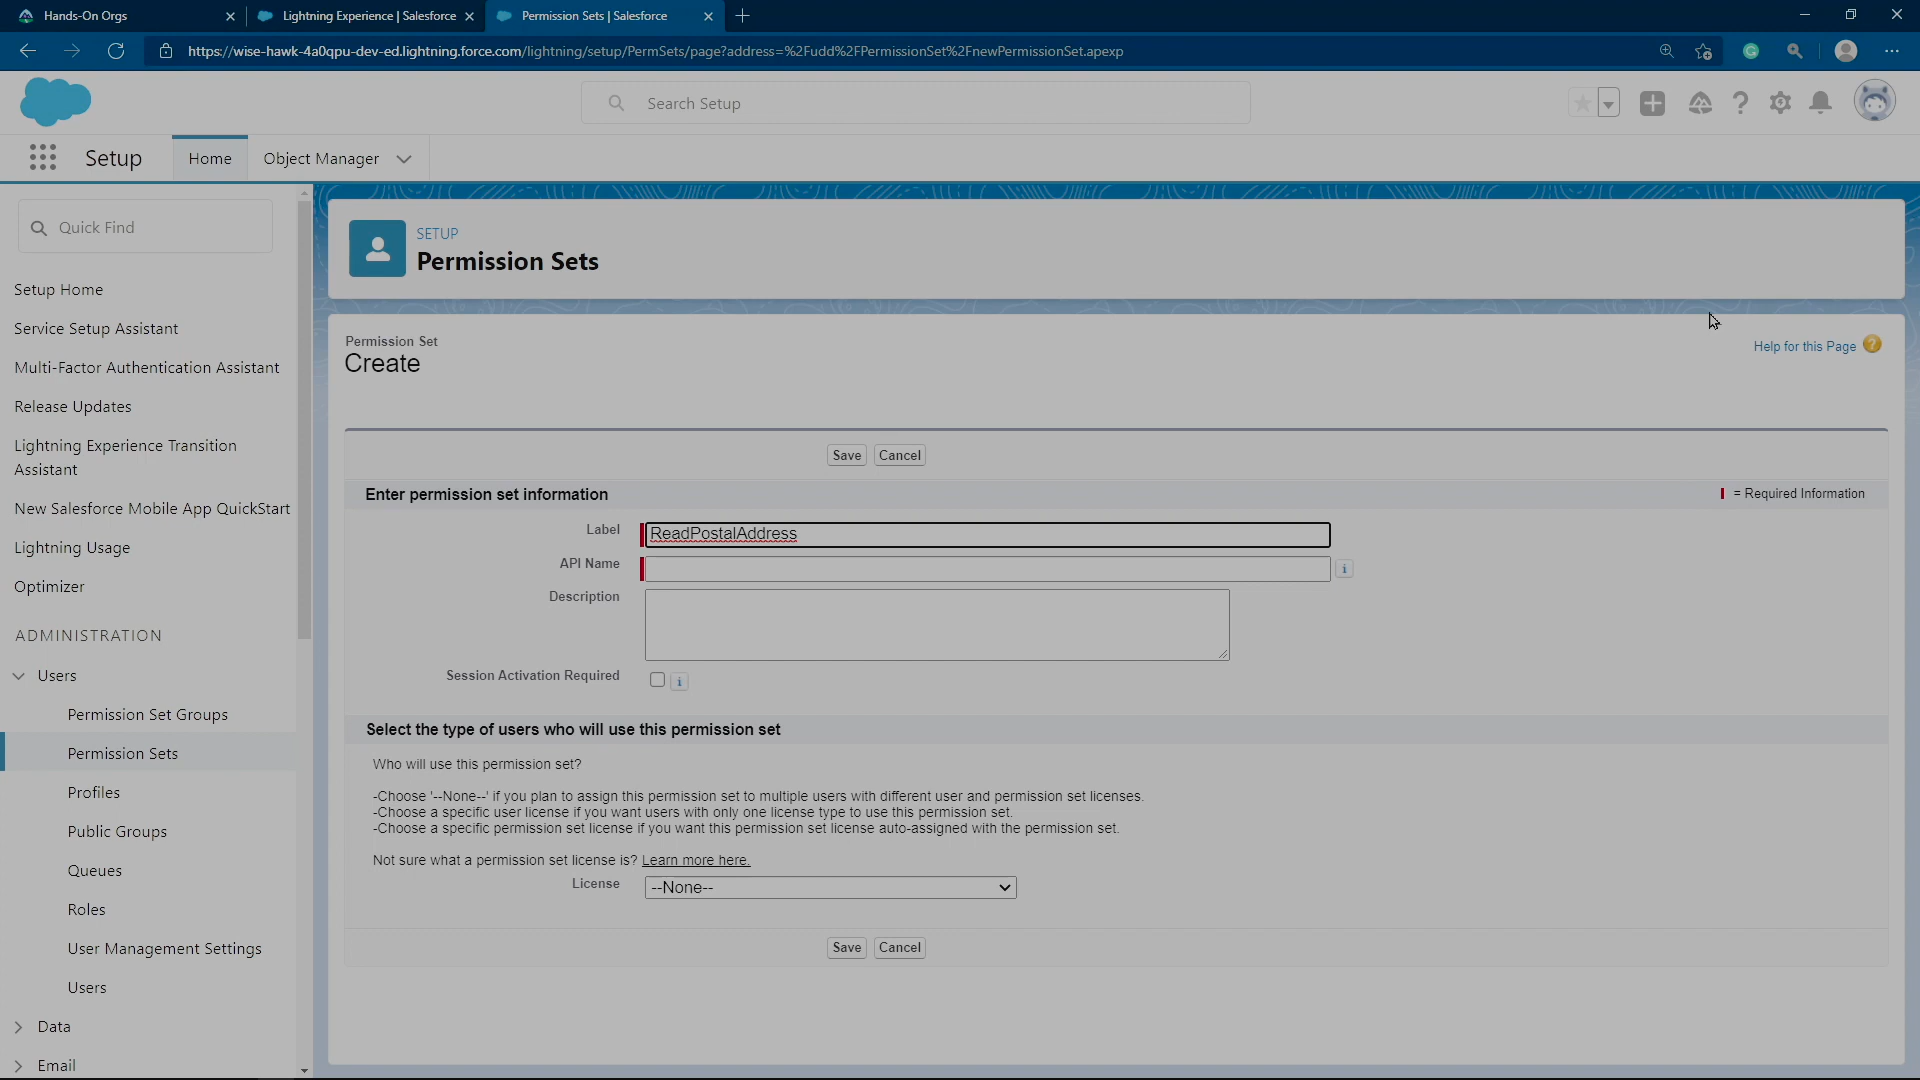 Hands-On Orgs
Lightning Experience | Salesforce
Permission Sets | Salesforce
https://wise-hawk-4a0qpu-dev-ed.lightning.force.com/lightning/setup/PermSets/page?address=%2Fudd%2FPermissionSet%2FnewPermissionSet.apexp
Search Setup
Setup
Home
Object Manager
Quick Find
Setup Home
Service Setup Assistant
Multi-Factor Authentication Assistant
Release Updates
Lightning Experience Transition
Assistant
New Salesforce Mobile App QuickStart
Lightning Usage
Optimizer
ADMINISTRATION
Users
Permission Set Groups
Permission Sets
Profiles
Public Groups
Queues
Roles
User Management Settings
Users
Data
Email
SETUP
Permission Sets
Permission Set
Create
Help for this Page
Save Cancel
Enter permission set information
= Required Information
Label ReadPostalAddress
API Name
Description
Session Activation Required
Select the type of users who will use this permission set
Who will use this permission set?
-Choose '--None--' if you plan to assign this permission set to multiple users with different user and permission set licenses.
-Choose a specific user license if you want users with only one license type to use this permission set.
-Choose a specific permission set license if you want this permission set license auto-assigned with the permission set.
Not sure what a permission set license is? Learn more here.
License --None--
Save Cancel